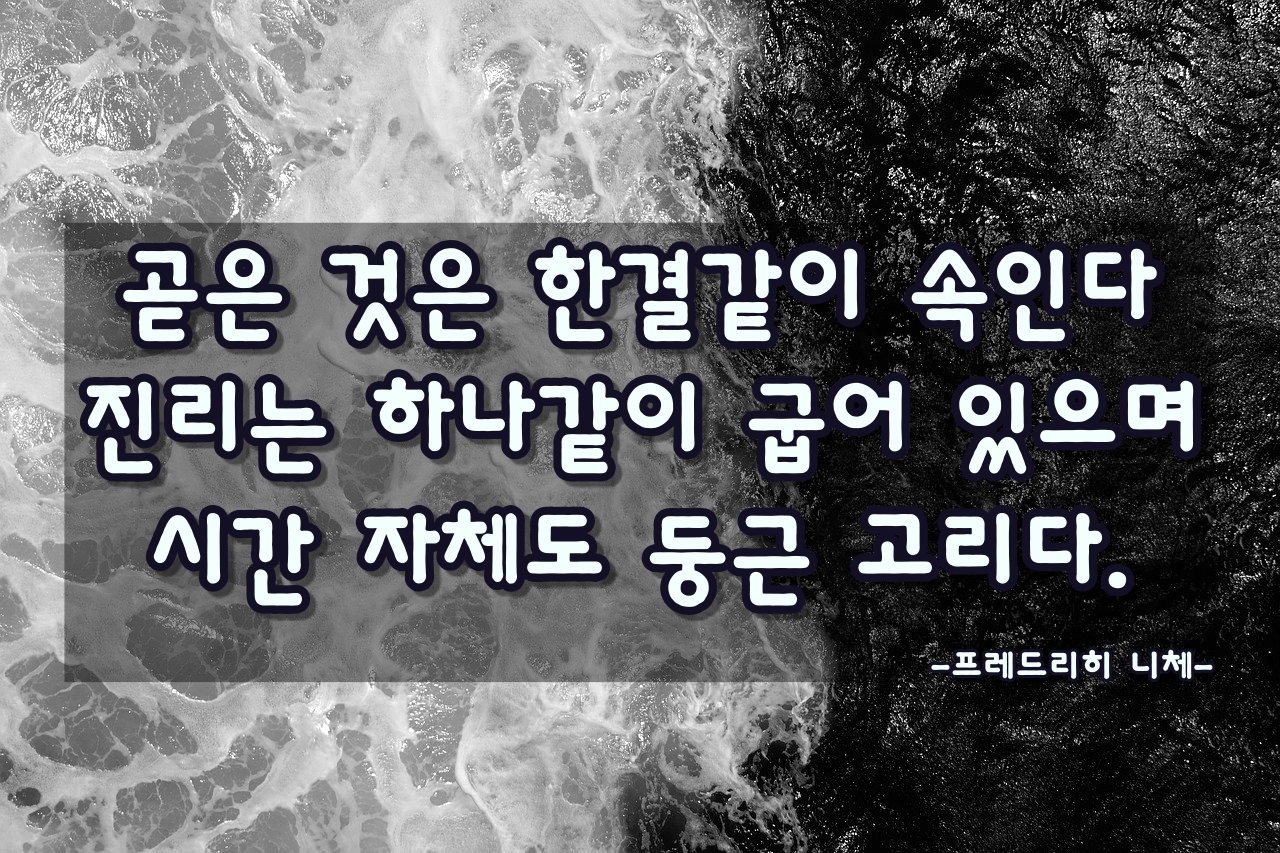 곧은 것은 한결같이 속인다
진리는 하나같이 굽어 있으며
시간 자체도 둥근 고리다.
-프레드리히 니체-